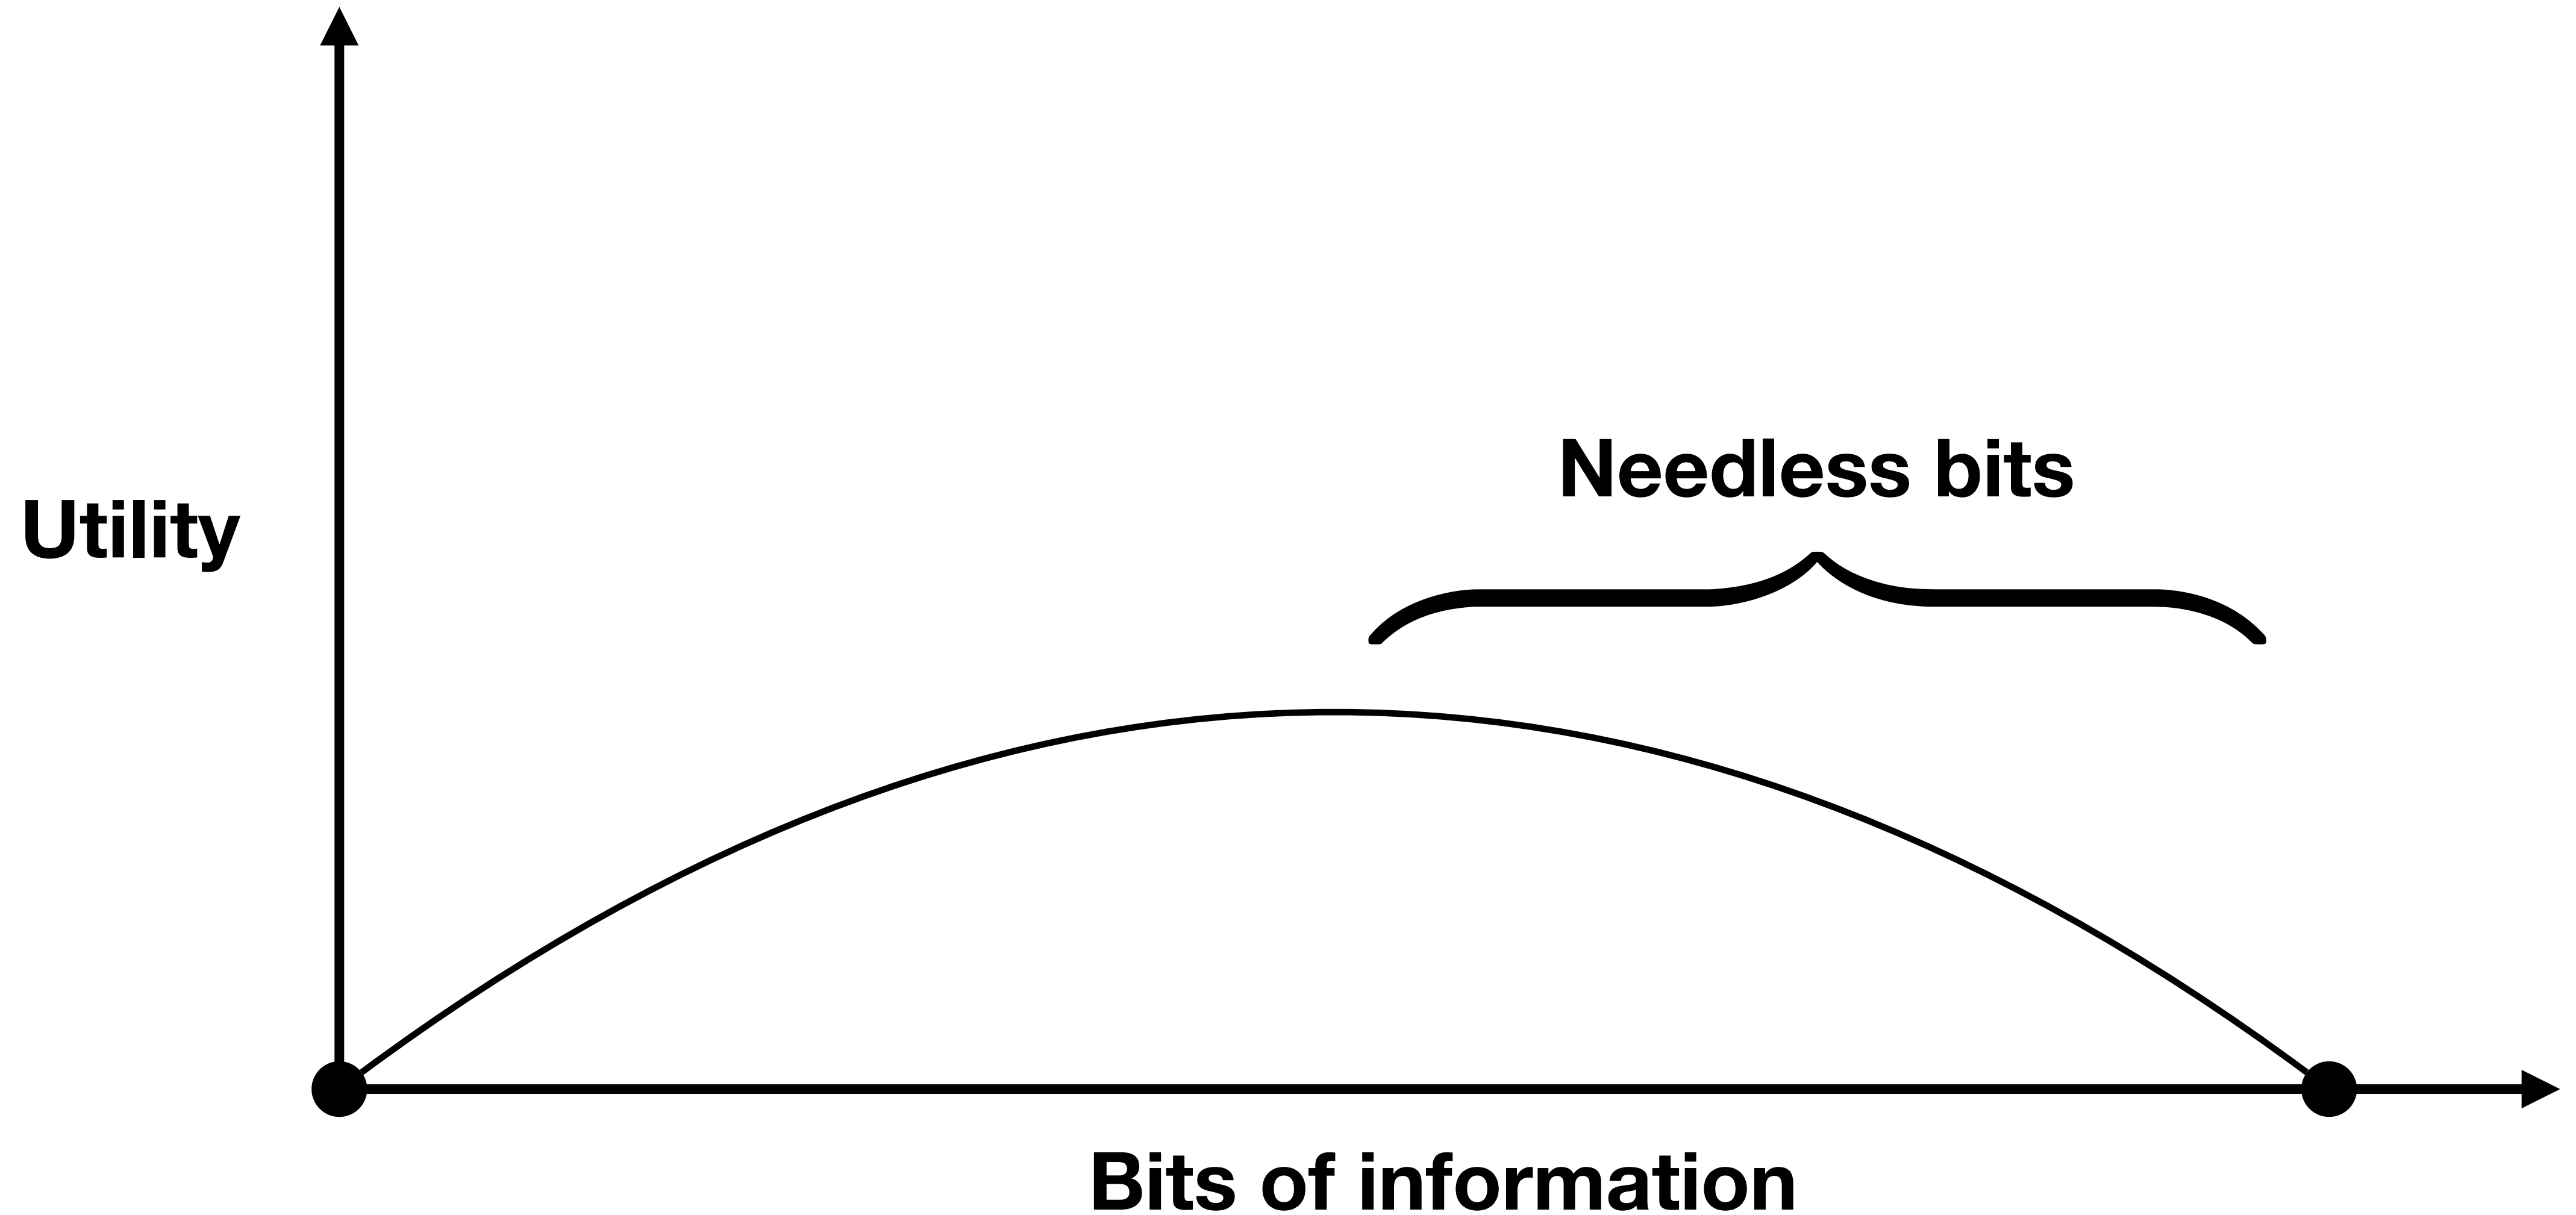 Needless bits
Utility
Bits of information